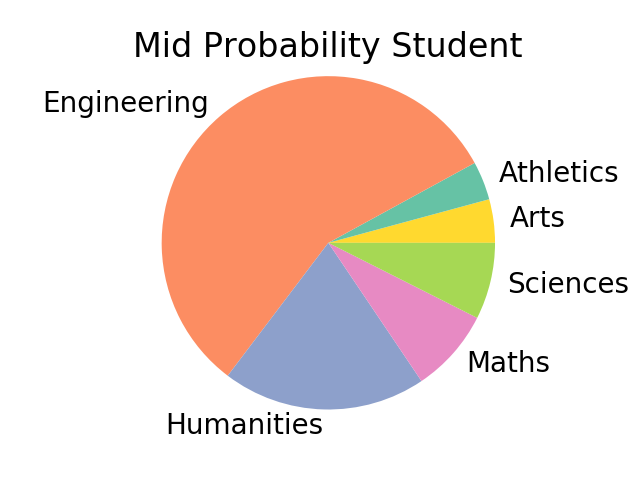 Mid Probability Student
Engineering
Athletics
Arts
Sciences
Maths
Humanities